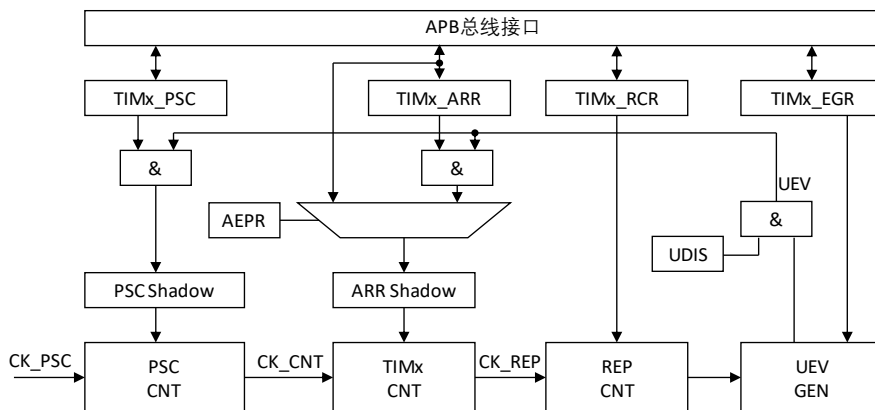 APB总线接口
TIMx_PSC
TIMx_ARR
TIMx_RCR
TIMx_EGR
&
&
UEV
AEPR
&
UDIS
PSC Shadow
ARR Shadow
CK_PSC
PSC
CNT
CK_CNT
TIMx
CNT
CK_REP
REP
CNT
UEV
GEN